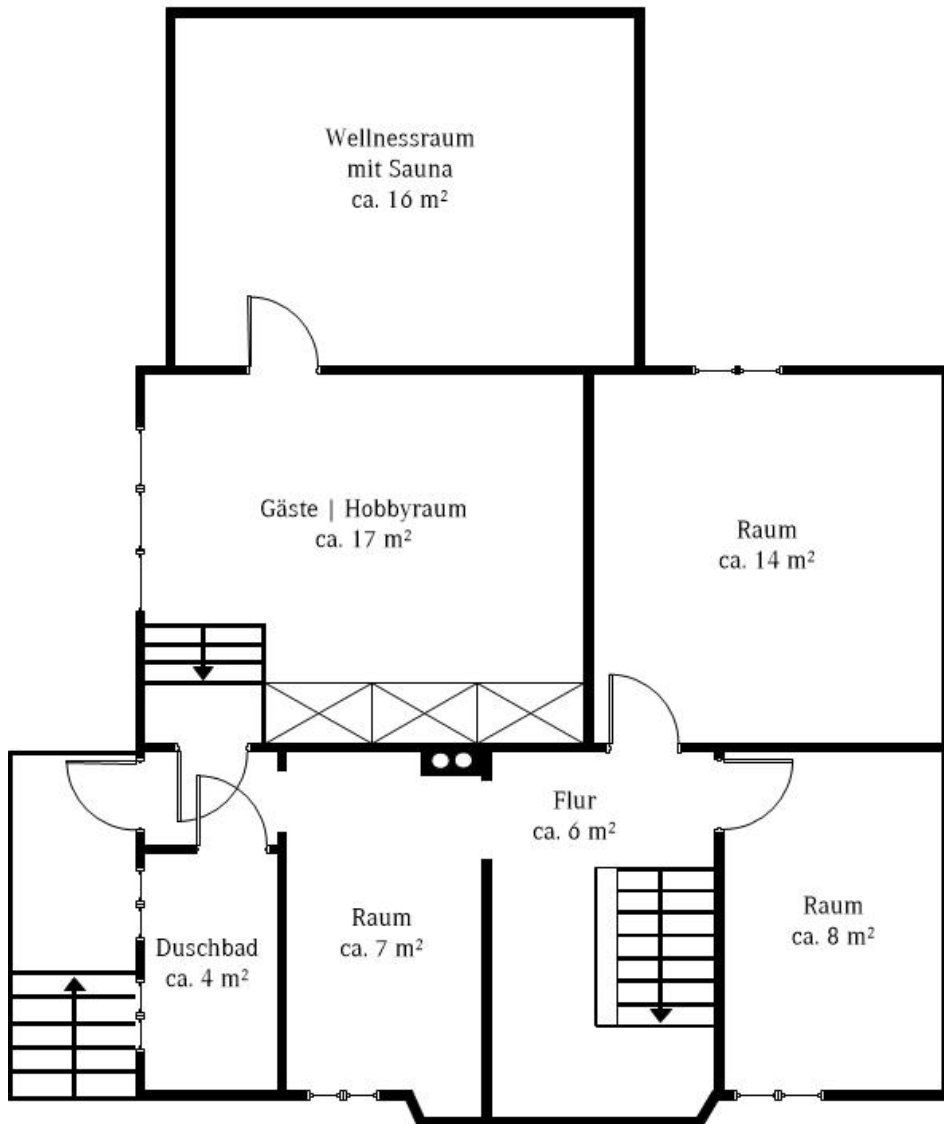 Wellnessraum
mit Sauna
ca. 16 m²
Gäste | Hobbyraum
ca. 17 m²
Raum
ca. 14 m²
Flur
ca. 6 m²
Raum
ca. 7 m²
Raum
ca. 8 m²
Duschbad
ca. 4 m²